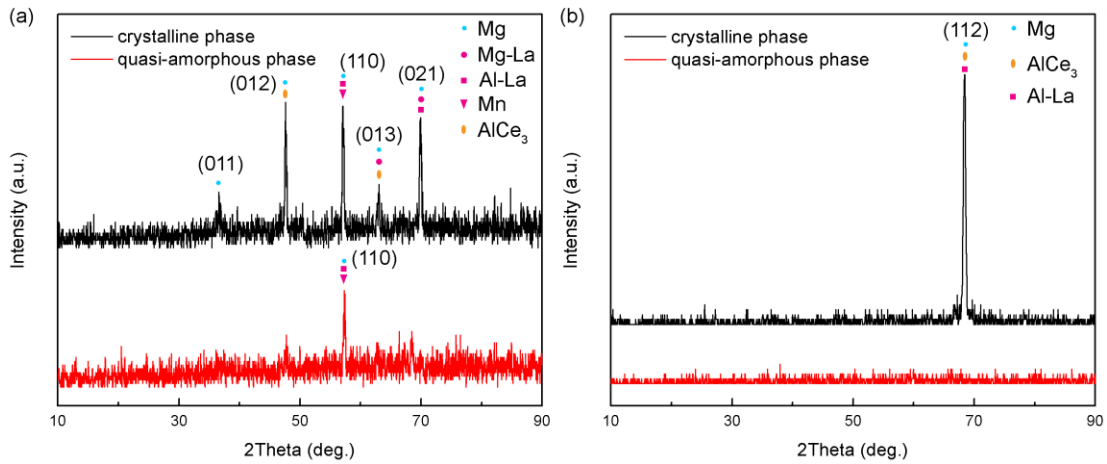 (a)
crystalline phase
quasi-amorphous phase
Mg
Mg-La
Al-La
Mn
AlCe₃
(011)
(012)
(110)
(013)
(021)
(110)
Intensity (a.u.)
10 30 50 70 90
2Theta (deg.)
(b)
crystalline phase
quasi-amorphous phase
(112)
Mg
AlCe₃
Al-La
Intensity (a.u.)
10 30 50 70 90
2Theta (deg.)